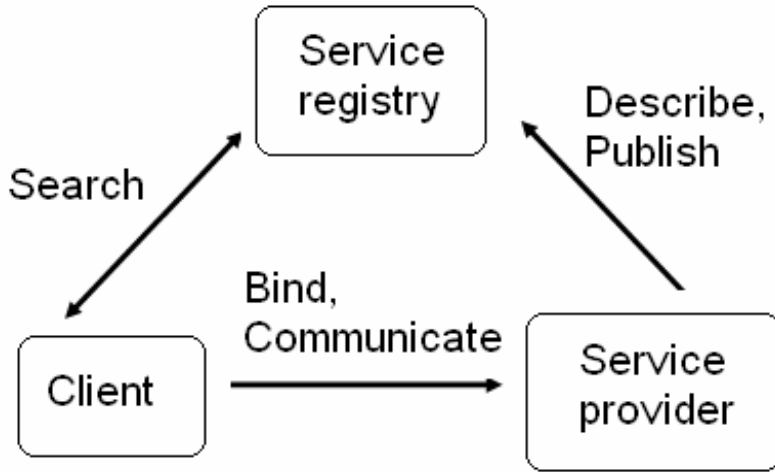 Service
registry
Describe,
Publish
Search
Bind,
Communicate
Client
Service
provider